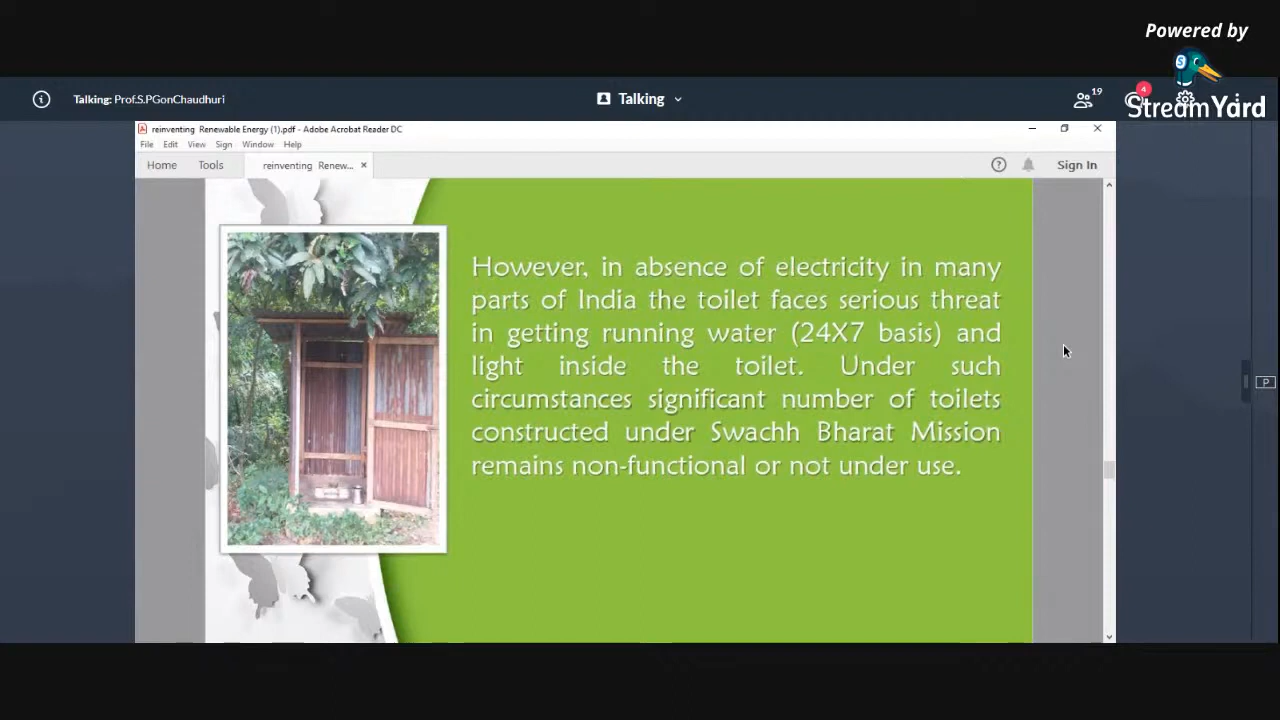 Powered by
StreamYard
Talking: Prof.S.PGonChaudhuri
Talking
19
4
reinventing Renewable Energy (1).pdf - Adobe Acrobat Reader DC
File Edit View Sign Window Help
Home Tools reinventing Renew... × Sign In
However, in absence of electricity in many
parts of India the toilet faces serious threat
in getting running water (24X7 basis) and
light inside the toilet. Under such
circumstances significant number of toilets
constructed under Swachh Bharat Mission
remains non-functional or not under use.
P